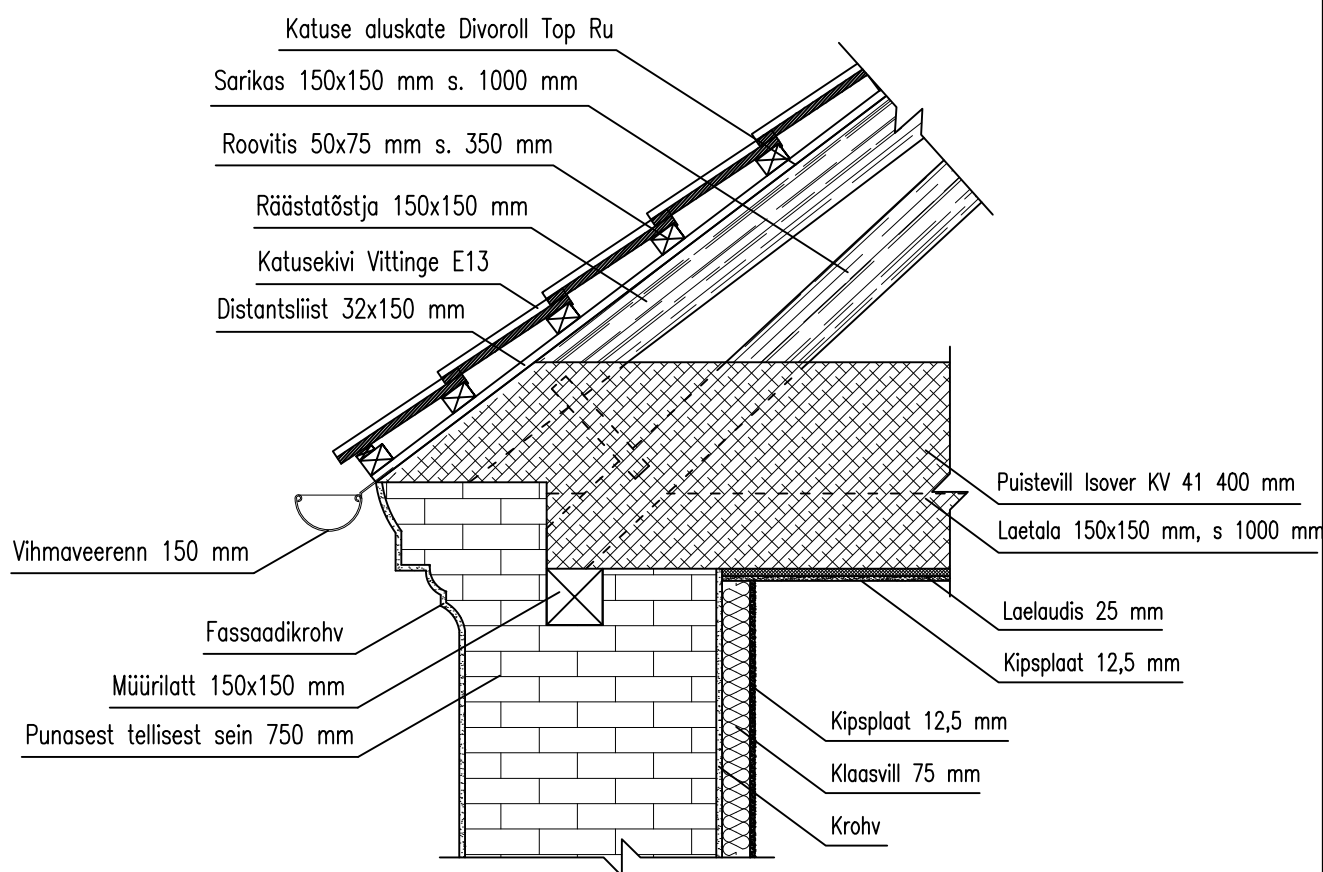 Katuse aluskate Divoroll Top Ru
Sarikas 150x150 mm s. 1000 mm
Roovitis 50x75 mm s. 350 mm
Räästatõstja 150x150 mm
Katusekivi Vittinge E13
Distantsliist 32x150 mm
Puistevill Isover KV 41 400 mm
Laetala 150x150 mm, s 1000 mm
Vihmaveerenn 150 mm
Laelaudis 25 mm
Fassaadikrohv
Kipsplaat 12,5 mm
Müürilatt 150x150 mm
Kipsplaat 12,5 mm
Punasest tellisest sein 750 mm
Klaasvill 75 mm
Krohv